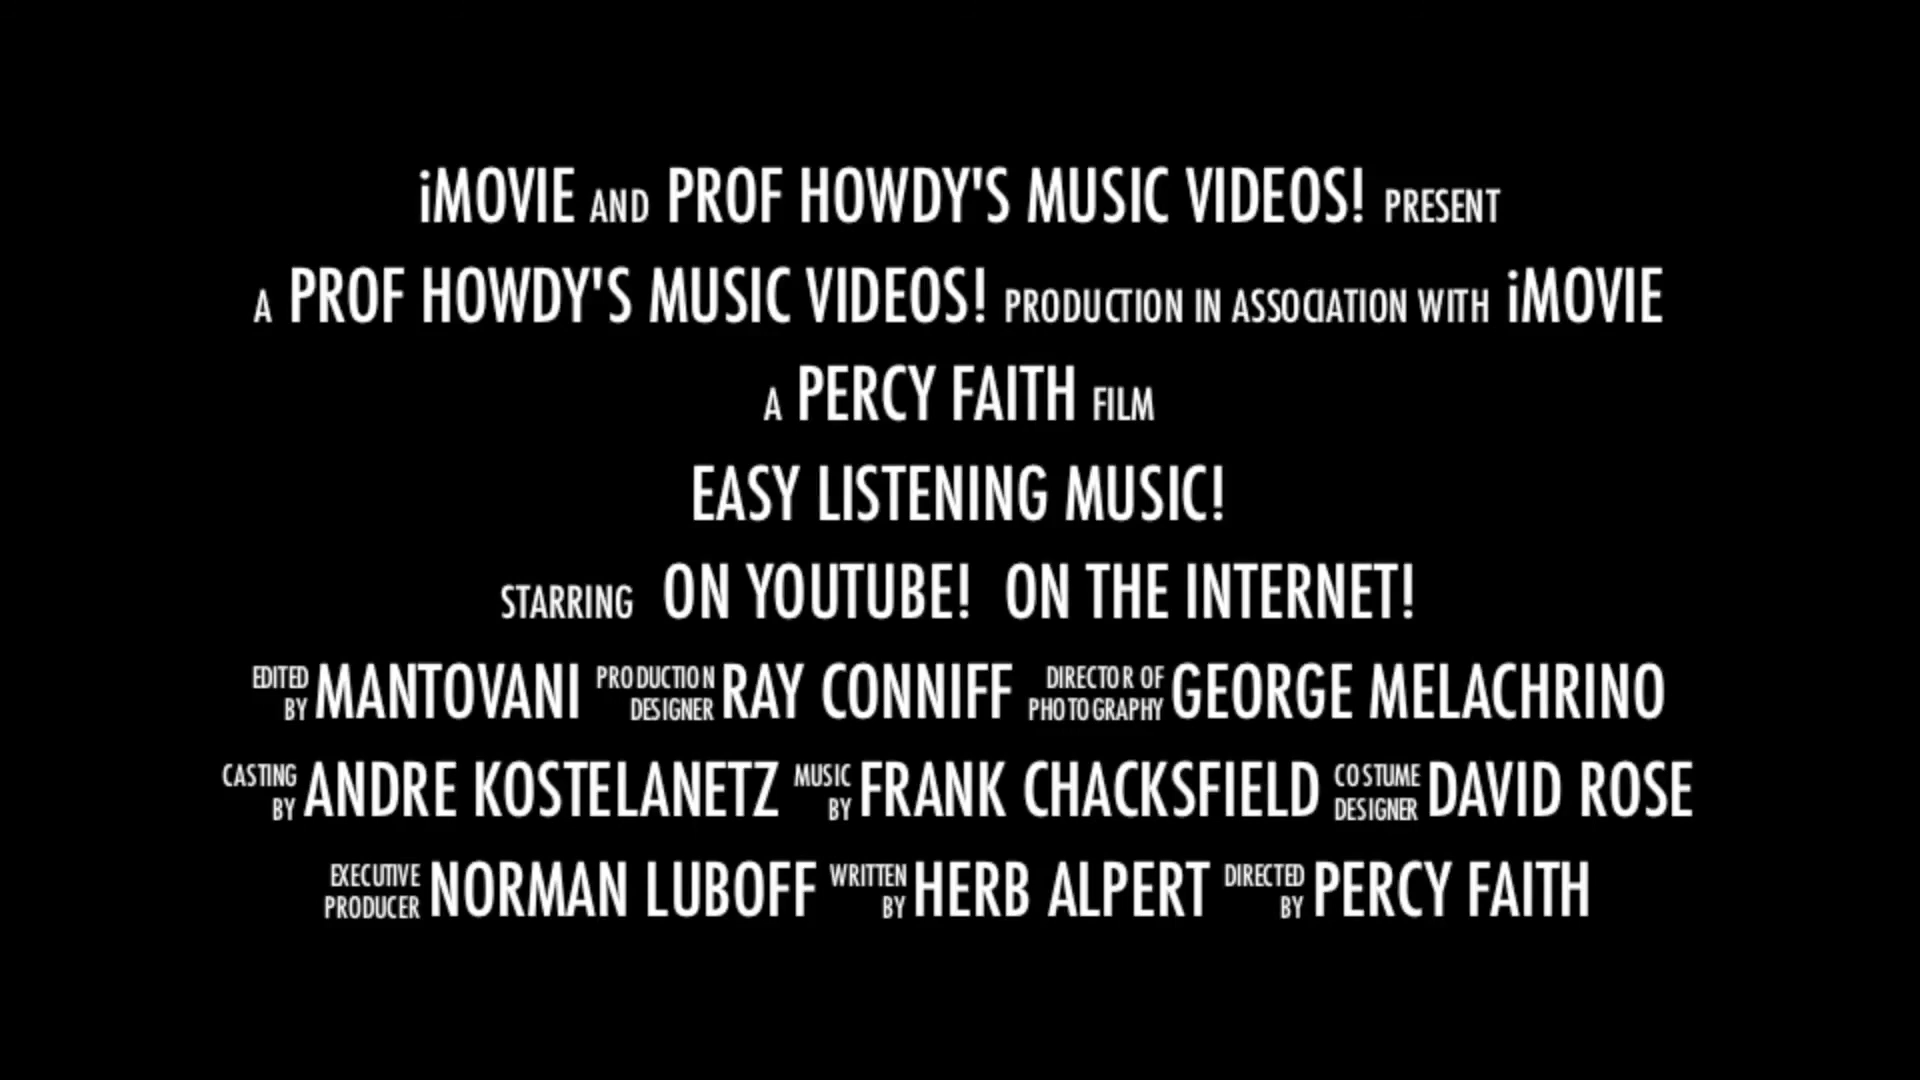 iMOVIE AND PROF HOWDY'S MUSIC VIDEOS! PRESENT
A PROF HOWDY'S MUSIC VIDEOS! PRODUCTION IN ASSOCIATION WITH iMOVIE
A PERCY FAITH FILM
EASY LISTENING MUSIC!
STARRING ON YOUTUBE! ON THE INTERNET!
EDITED BY MANTOVANI PRODUCTION DESIGNER RAY CONNIFF DIRECTOR OF PHOTOGRAPHY GEORGE MELACHRINO
CASTING BY ANDRE KOSTELANETZ MUSIC BY FRANK CHACKSFIELD COSTUME DESIGNER DAVID ROSE
EXECUTIVE PRODUCER NORMAN LUBOFF WRITTEN BY HERB ALPERT DIRECTED BY PERCY FAITH